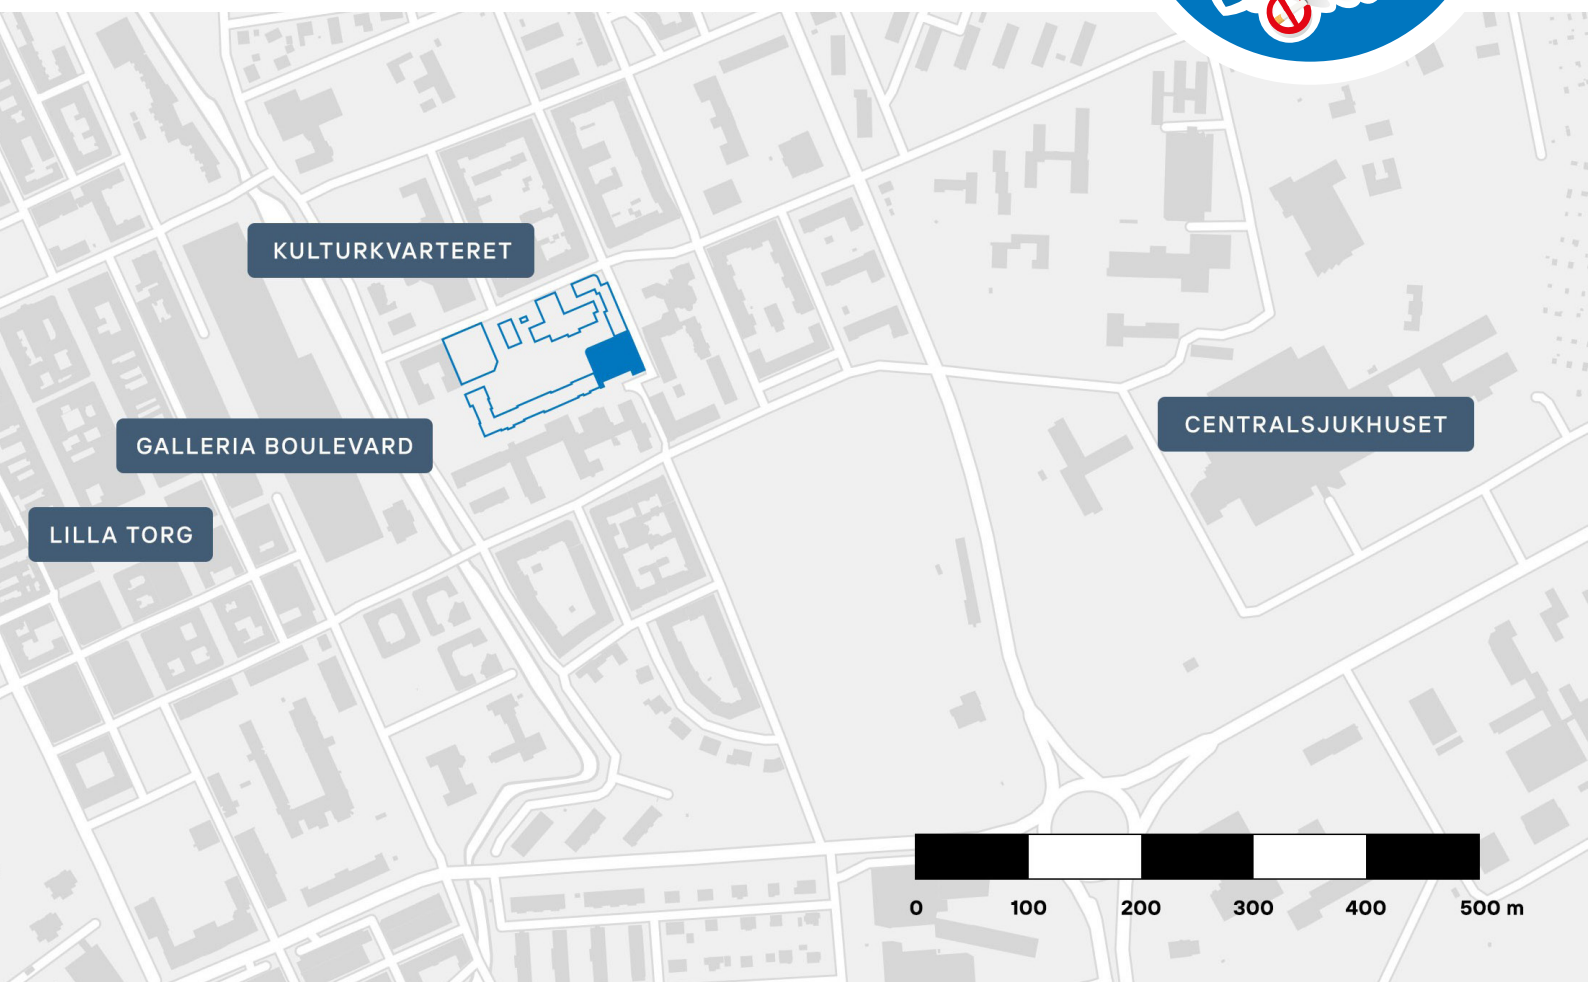 KULTURKVARTERET
CENTRALSJUKHUSET
GALLERIA BOULEVARD
LILLA TORG
0 100 200 300 400 500 m